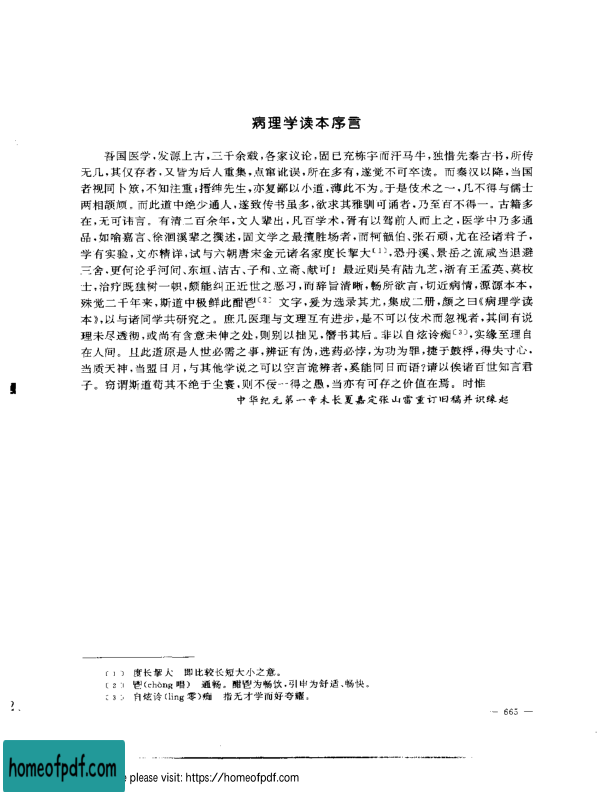 病理学读本序言
吾国医学,发源上古,三千余载,各家议论,固已充栋宇而汗马牛,独惜先秦古书,所传
无几,其仅存者,又皆为后人重集,点窜讹误,所在多有,遂觉不可卒读。而秦汉以降,当国
者视同卜筮,不知注重;搢绅先生,亦复鄙以小道,薄此不为。于是伎术之一,几不得与儒士
两相颉颃。而此道中绝少通人,遂致传书虽多,欲求其雅驯可诵者,乃至百不得一。古籍多
在,无可讳言。有清二百余年,文人辈出,凡百学术,胥有以驾前人而上之,医学中乃多通
品,如喻嘉言、徐洄溪辈之撰述,固文学之最擅胜场者,而柯韵伯、张石顽,尤在泾诸君子,
学有实验,文亦精详,试与六朝唐宋金元诸名家度长挈大〔1〕,恐丹溪、景岳之流咸当退避
三舍,更何论乎河间、东垣、洁古、子和、立斋、献可!最近则吴有陆九芝,浙有王孟英、莫枚
士,治疗既独树一帜,颇能纠正近世之恶习,而辞旨清晰,畅所欲言,切近病情,源源本本,
殊觉二千年来,斯道中极鲜此酣鬯〔2〕文字,爰为选录其尤,集成二册,颜之曰《病理学读
本》,以与诸同学共研究之。庶几医理与文理互有进步,是不可以伎术而忽视者,其间有说
理未尽透彻,或尚有含意未伸之处,则别以拙见,僭书其后。非以自炫詅痴〔3〕,实缘至理自
在人间。且此道原是人世必需之事,辨证有伪,选药必悖,为功为罪,捷于鼓桴,得失寸心,
当质天神,当盟日月,与其他学说之可以空言诡辨者,奚能同日而语?请以俟诸百世知言君
子。窃谓斯道苟其不绝于尘寰,则不佞一得之愚,当亦有可存之价值在焉。时惟
中华纪元第一辛未长夏嘉定张山雷重订旧稿并识缘起
〔1〕 度长挈大 即比较长短大小之意。
〔2〕 鬯(chàng 唱) 通畅。酣鬯为畅饮,引申为舒适、畅快。
〔3〕 自炫詅(líng 零)痴 指无才学而好夸耀。
— 663 —
homeofpdf.com
please visit: https://homeofpdf.com